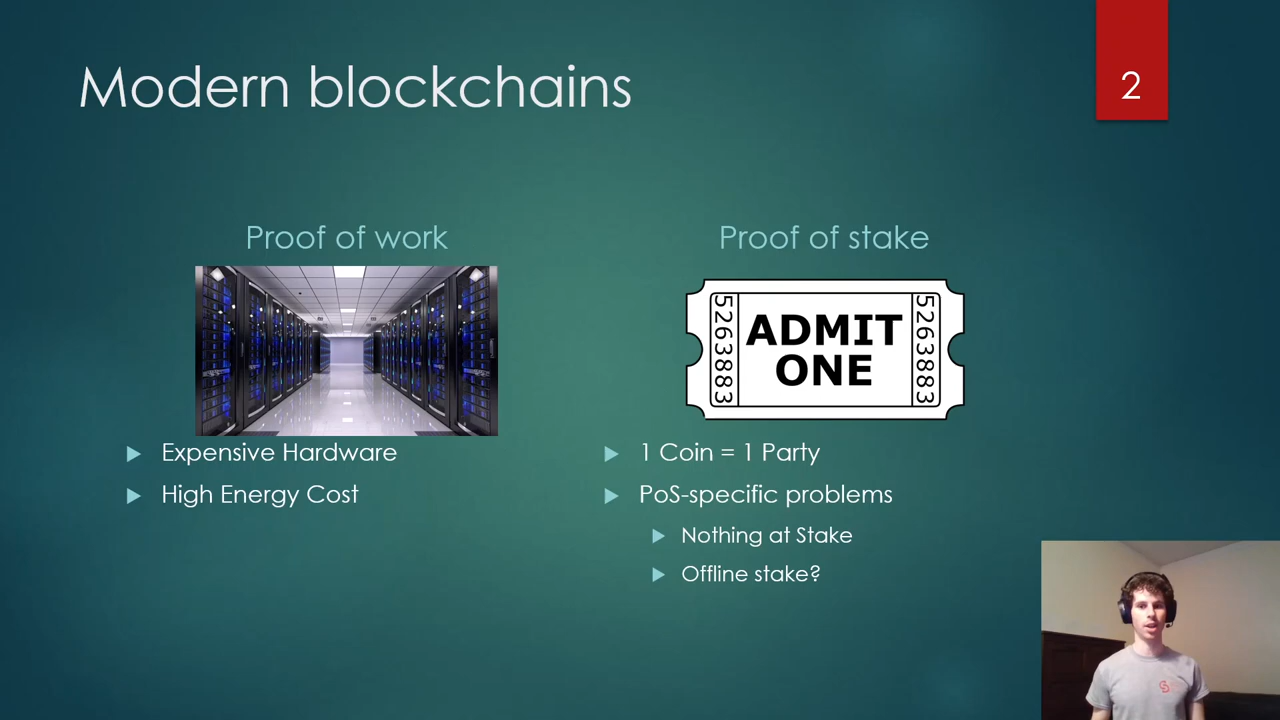 Modern blockchains
2
Proof of work
Expensive Hardware
High Energy Cost
Proof of stake
5263883
ADMIT
ONE
5263883
1 Coin = 1 Party
PoS-specific problems
Nothing at Stake
Offline stake?